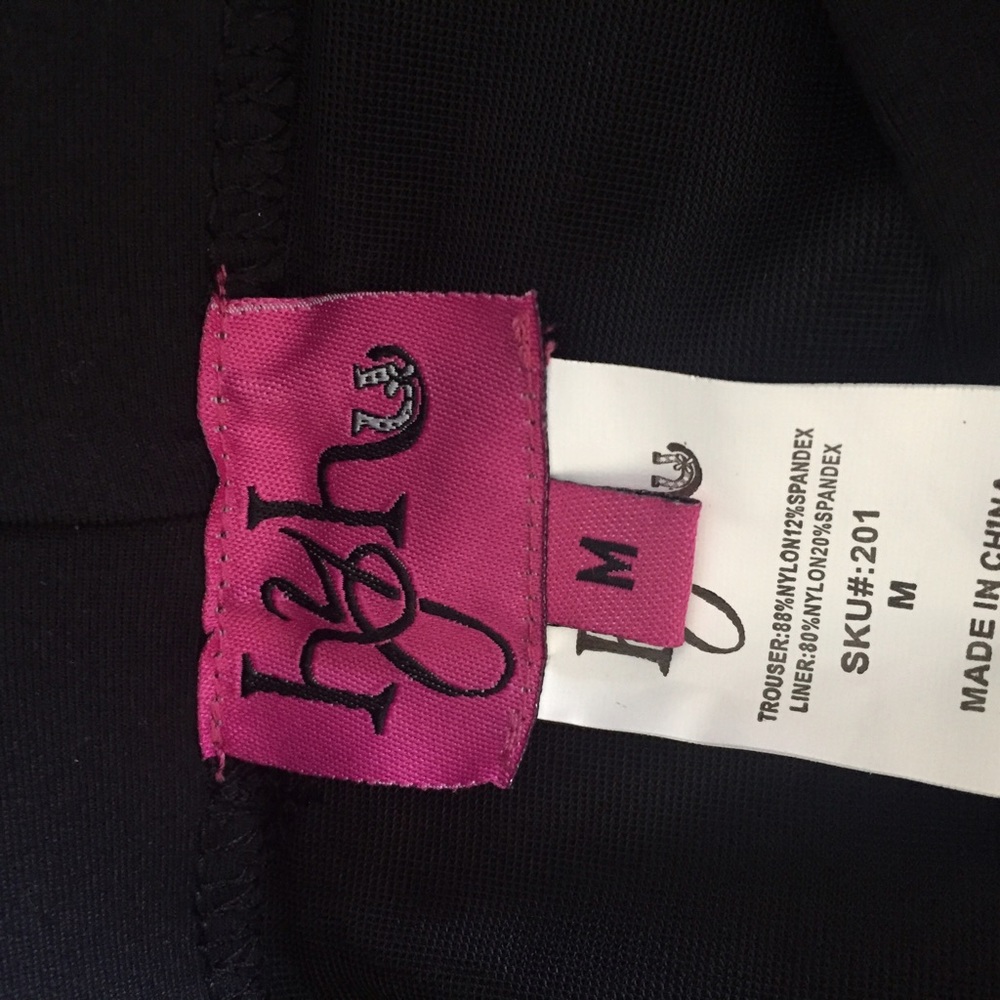 M
TROUSER:88%NYLON12%SPANDEX
LINER:80%NYLON20%SPANDEX
SKU#:201
M
MADE IN CHINA